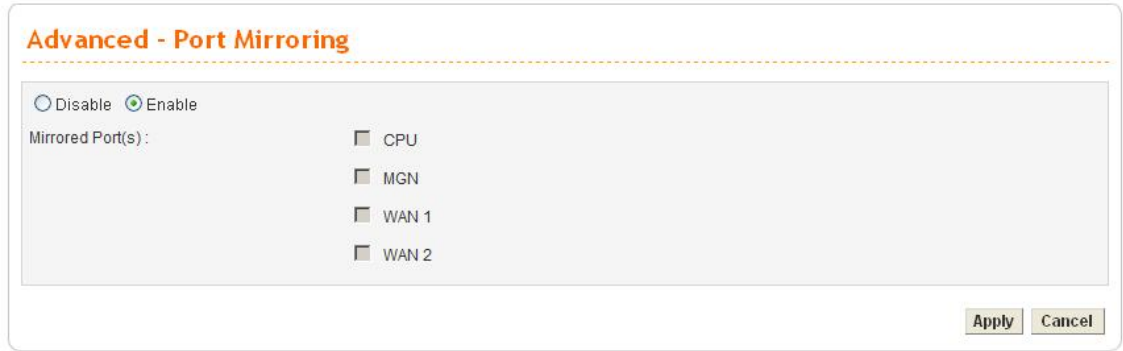 Advanced - Port Mirroring
Disable Enable
Mirrored Port(s) : CPU
MGN
WAN 1
WAN 2
Apply Cancel